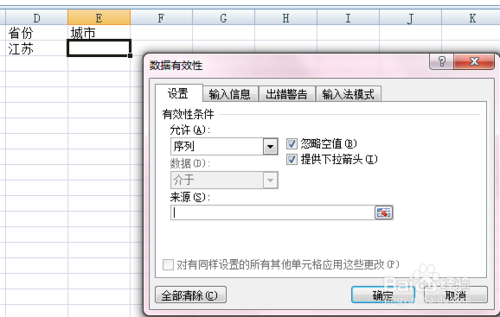 D E F G H I J K
省份 城市
江苏
数据有效性
设置 输入信息 出错警告 输入法模式
有效性条件
允许(A):
序列 忽略空值(B)
数据(D): 提供下拉箭头(I)
介于
来源(S):
对有同样设置的所有其他单元格应用这些更改(P)
全部清除(C) 确定 取消
Bai 经验